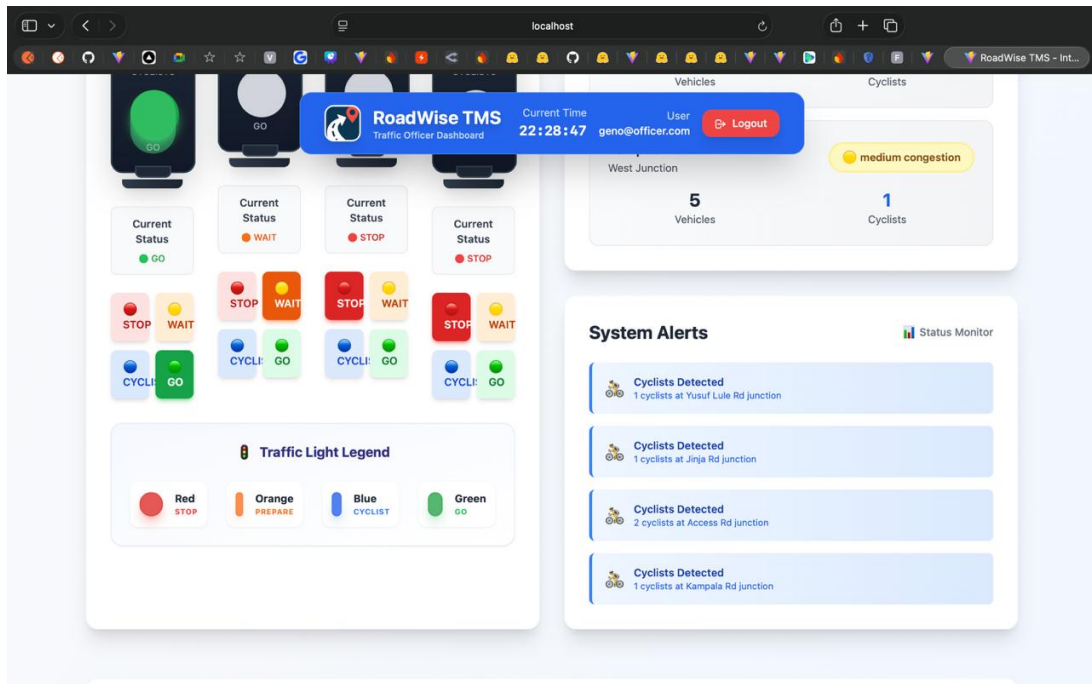 localhost
RoadWise TMS - Int...
GO
GO
RoadWise TMS
Traffic Officer Dashboard
Current Time
22:28:47
User
geno@officer.com
Logout
Current
Status
GO
Current
Status
WAIT
Current
Status
STOP
Current
Status
STOP
STOP
WAIT
GO
STOP
WAIT
GO
STOP
WAIT
GO
STOP
WAIT
GO
Traffic Light Legend
Red
STOP
Orange
PREPARE
Blue
CYCLIST
Green
GO
Vehicles
Cyclists
West Junction
medium congestion
5
Vehicles
1
Cyclists
System Alerts
Status Monitor
Cyclists Detected
1 cyclists at Yusuf Lule Rd junction
Cyclists Detected
1 cyclists at Jinja Rd junction
Cyclists Detected
2 cyclists at Access Rd junction
Cyclists Detected
1 cyclists at Kampala Rd junction